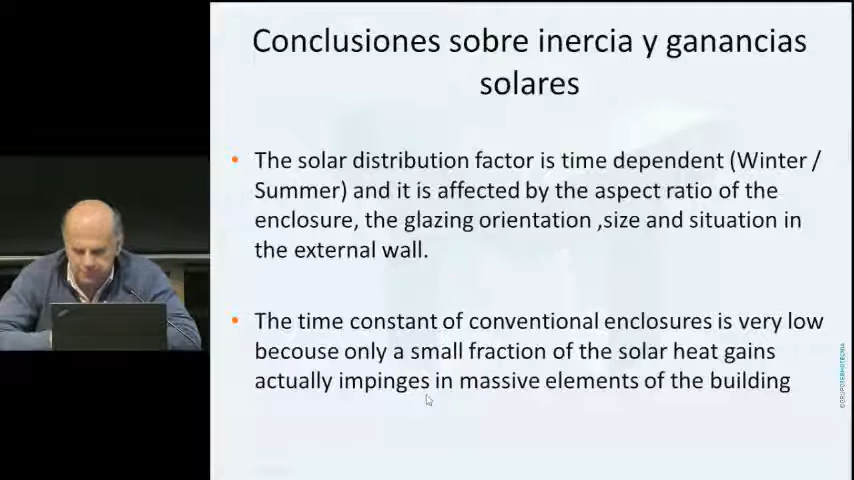 Conclusiones sobre inercia y ganancias
solares
• The solar distribution factor is time dependent (Winter /
Summer) and it is affected by the aspect ratio of the
enclosure, the glazing orientation ,size and situation in
the external wall.
• The time constant of conventional enclosures is very low
becouse only a small fraction of the solar heat gains
actually impinges in massive elements of the building
©GRUPOTERMOTECNIA